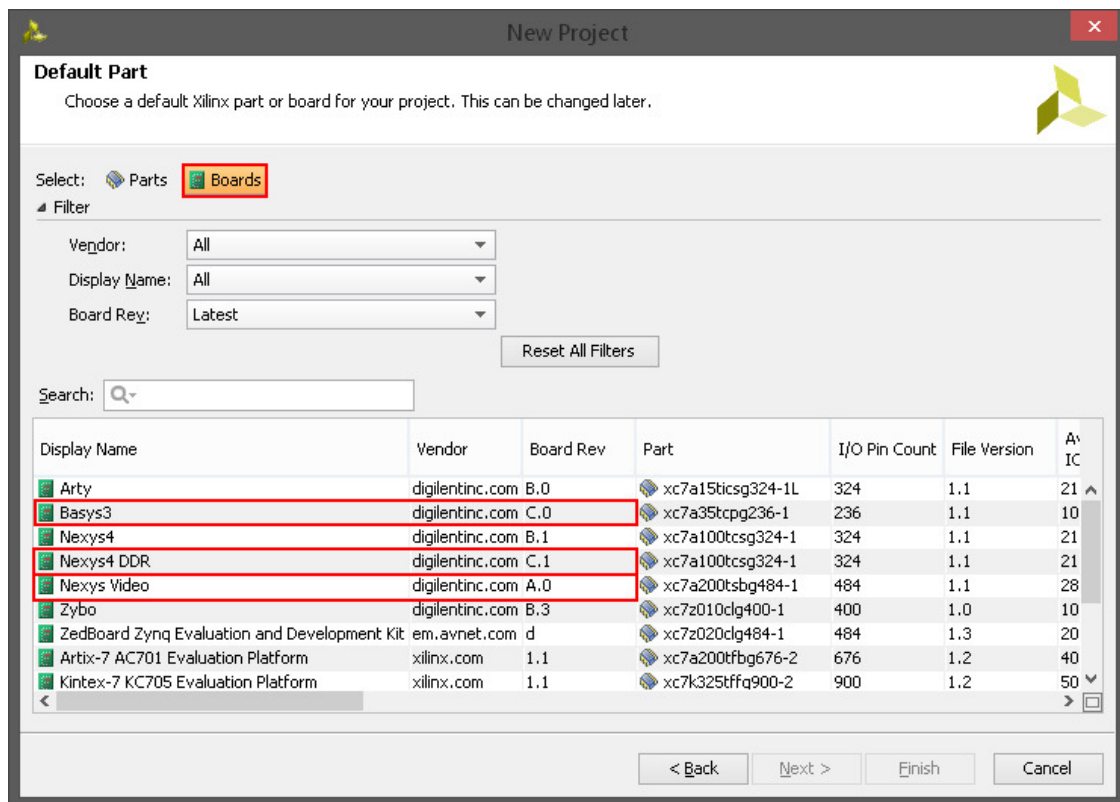 New Project
Default Part
Choose a default Xilinx part or board for your project. This can be changed later.
Select: Parts Boards
Filter
Vendor: All
Display Name: All
Board Rev: Latest
Reset All Filters
Search:
Display Name Vendor Board Rev Part I/O Pin Count File Version
Arty digilentinc.com B.0 xc7a15ticsg324-1L 324 1.1 21
Basys3 digilentinc.com C.0 xc7a35tcpg236-1 236 1.1 10
Nexys4 digilentinc.com B.1 xc7a100tcsg324-1 324 1.1 21
Nexys4 DDR digilentinc.com C.1 xc7a100tcsg324-1 324 1.1 21
Nexys Video digilentinc.com A.0 xc7a200tsbg484-1 484 1.1 28
Zybo digilentinc.com B.3 xc7z010clg400-1 400 1.0 10
ZedBoard Zynq Evaluation and Development Kit em.avnet.com d xc7z020clg484-1 484 1.3 20
Artix-7 AC701 Evaluation Platform xilinx.com 1.1 xc7a200tfbg676-2 676 1.2 40
Kintex-7 KC705 Evaluation Platform xilinx.com 1.1 xc7k325tffg900-2 900 1.2 50
< Back Next > Finish Cancel